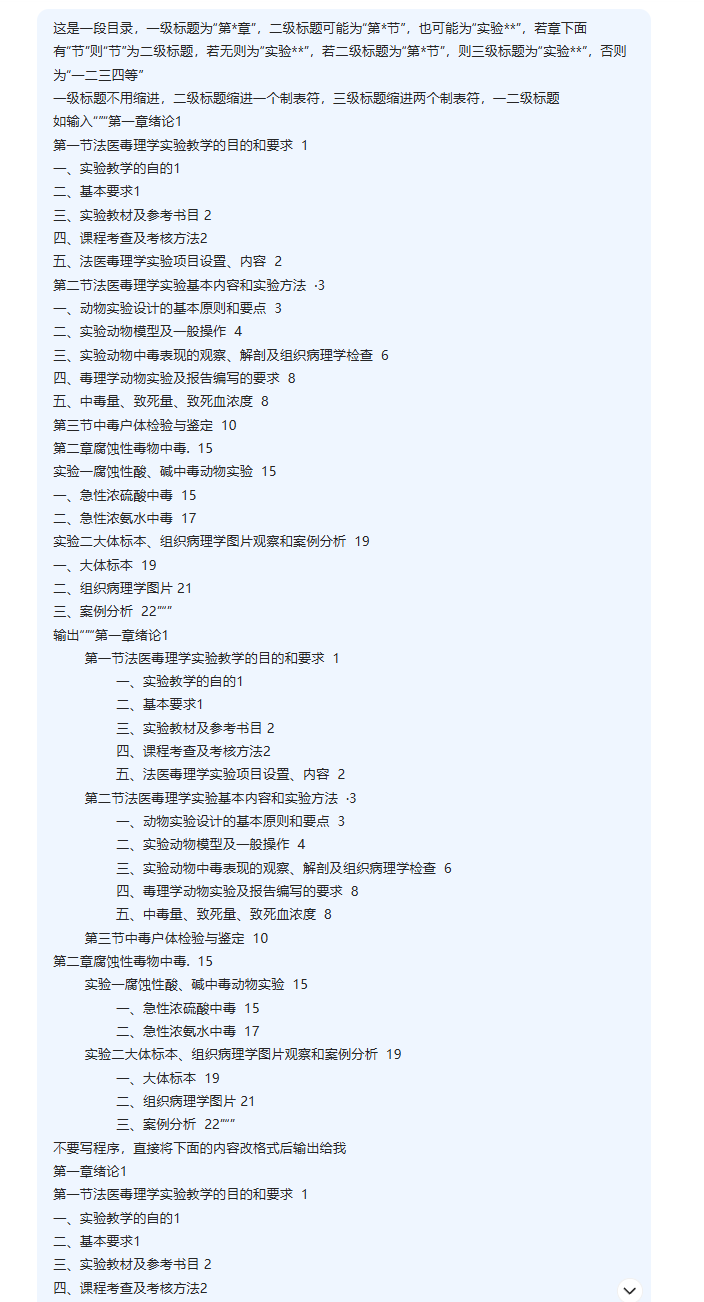 这是一段目录，一级标题为“第*章”，二级标题可能为“第*节”，也可能为“实验**”，若章下面
有“节”则“节”为二级标题，若无则为“实验**”，若二级标题为“第*节”，则三级标题为“实验**”，否则
为“一二三四等”
一级标题不用缩进，二级标题缩进一个制表符，三级标题缩进两个制表符，一二级标题
如输入“”“第一章绪论1
第一节法医毒理学实验教学的目的和要求 1
一、实验教学的自的1
二、基本要求1
三、实验教材及参考书目 2
四、课程考查及考核方法2
五、法医毒理学实验项目设置、内容 2
第二节法医毒理学实验基本内容和实验方法 ·3
一、动物实验设计的基本原则和要点 3
二、实验动物模型及一般操作 4
三、实验动物中毒表现的观察、解剖及组织病理学检查 6
四、毒理学动物实验及报告编写的要求 8
五、中毒量、致死量、致死血浓度 8
第三节中毒户体检验与鉴定 10
第二章腐蚀性毒物中毒. 15
实验一腐蚀性酸、碱中毒动物实验 15
一、急性浓硫酸中毒 15
二、急性浓氨水中毒 17
实验二大体标本、组织病理学图片观察和案例分析 19
一、大体标本 19
二、组织病理学图片 21
三、案例分析 22“”“
输出“”“第一章绪论1
第一节法医毒理学实验教学的目的和要求 1
一、实验教学的自的1
二、基本要求1
三、实验教材及参考书目 2
四、课程考查及考核方法2
五、法医毒理学实验项目设置、内容 2
第二节法医毒理学实验基本内容和实验方法 ·3
一、动物实验设计的基本原则和要点 3
二、实验动物模型及一般操作 4
三、实验动物中毒表现的观察、解剖及组织病理学检查 6
四、毒理学动物实验及报告编写的要求 8
五、中毒量、致死量、致死血浓度 8
第三节中毒户体检验与鉴定 10
第二章腐蚀性毒物中毒. 15
实验一腐蚀性酸、碱中毒动物实验 15
一、急性浓硫酸中毒 15
二、急性浓氨水中毒 17
实验二大体标本、组织病理学图片观察和案例分析 19
一、大体标本 19
二、组织病理学图片 21
三、案例分析 22“”“
不要写程序，直接将下面的内容改格式后输出给我
第一章绪论1
第一节法医毒理学实验教学的目的和要求 1
一、实验教学的自的1
二、基本要求1
三、实验教材及参考书目 2
四、课程考查及考核方法2